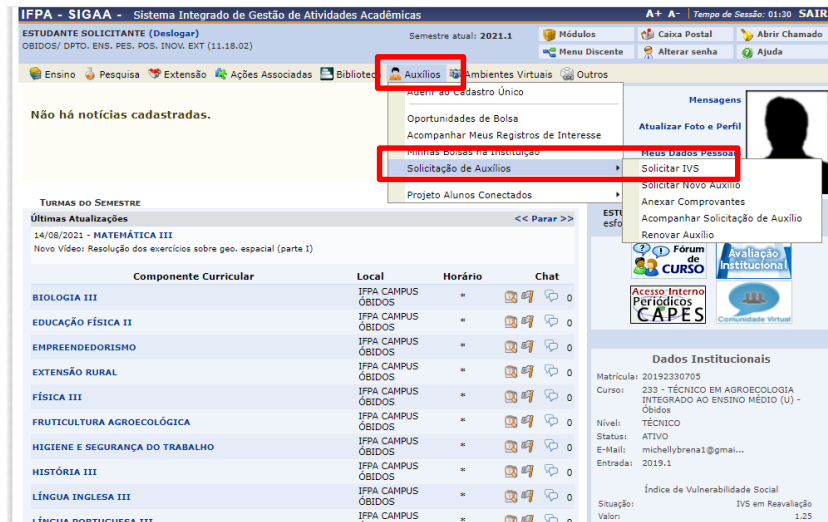 IFPA - SIGAA - Sistema Integrado de Gestão de Atividades Acadêmicas
A+ A- Tempo de Sessão: 01:30 SAIR
ESTUDANTE SOLICITANTE (Deslogar)
OBIDOS/ DPTO. ENS. PES. POS. INOV. EXT (11.18.02)
Semestre atual: 2021.1
Módulos
Caixa Postal
Abrir Chamado
Menu Discente
Alterar senha
Ajuda
Ensino Pesquisa Extensão Ações Associadas Biblioteca Auxílios Ambientes Virtuais Outros
Não há notícias cadastradas.
Aderir ao Cadastro Único
Oportunidades de Bolsa
Acompanhar Meus Registros de Interesse
Minhas Bolsas na Instituição
Solicitação de Auxílios
Projeto Alunos Conectados
Solicitar IVS
Solicitar Novo Auxílio
Anexar Comprovantes
Acompanhar Solicitação de Auxílio
Renovar Auxílio
Mensagens
Atualizar Foto e Perfil
Meus Dados Pessoais
TURMAS DO SEMESTRE
Últimas Atualizações
<< Parar >>
14/08/2021 - MATEMÁTICA III
Novo Vídeo: Resolução dos exercícios sobre geo. espacial (parte I)
Componente Curricular Local Horário Chat
BIOLOGIA III IFPA CAMPUS ÓBIDOS * 0
EDUCAÇÃO FÍSICA II IFPA CAMPUS ÓBIDOS * 0
EMPREENDEDORISMO IFPA CAMPUS ÓBIDOS * 0
EXTENSÃO RURAL IFPA CAMPUS ÓBIDOS * 0
FÍSICA III IFPA CAMPUS ÓBIDOS * 0
FRUTICULTURA AGROECOLÓGICA IFPA CAMPUS ÓBIDOS * 0
HIGIENE E SEGURANÇA DO TRABALHO IFPA CAMPUS ÓBIDOS * 0
HISTÓRIA III IFPA CAMPUS ÓBIDOS * 0
LÍNGUA INGLESA III IFPA CAMPUS ÓBIDOS * 0
LÍNGUA PORTUGUESA III IFPA CAMPUS
Fórum de CURSO
Avaliação Institucional
Acesso Interno
Periódicos
CAPES
Comunidade Virtual
Dados Institucionais
Matrícula: 20192330705
Curso: 233 - TÉCNICO EM AGROECOLOGIA
INTEGRADO AO ENSINO MÉDIO (U) -
Óbidos
Nível: TÉCNICO
Status: ATIVO
E-Mail: michellybrena1@gmai...
Entrada: 2019.1
Índice de Vulnerabilidade Social
Situação: IVS em Reavaliação
Valor: 1.25